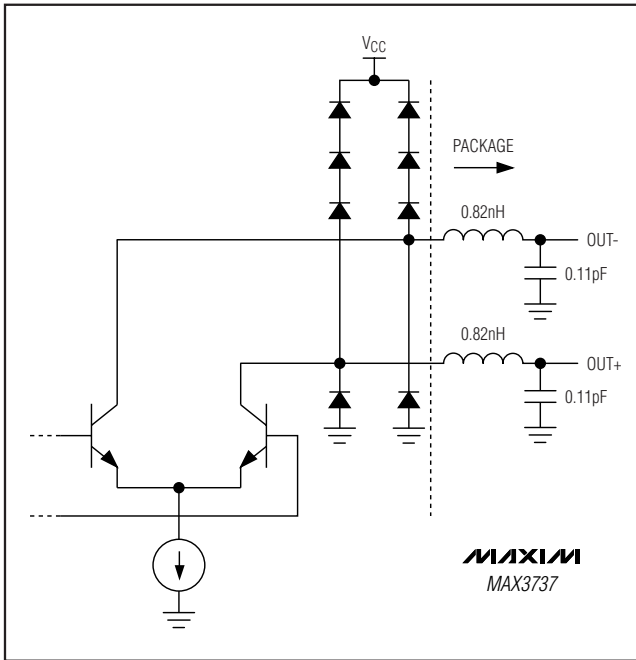 VCC
PACKAGE
0.82nH
OUT-
0.11pF
0.82nH
OUT+
0.11pF
MAXIM
MAX3737